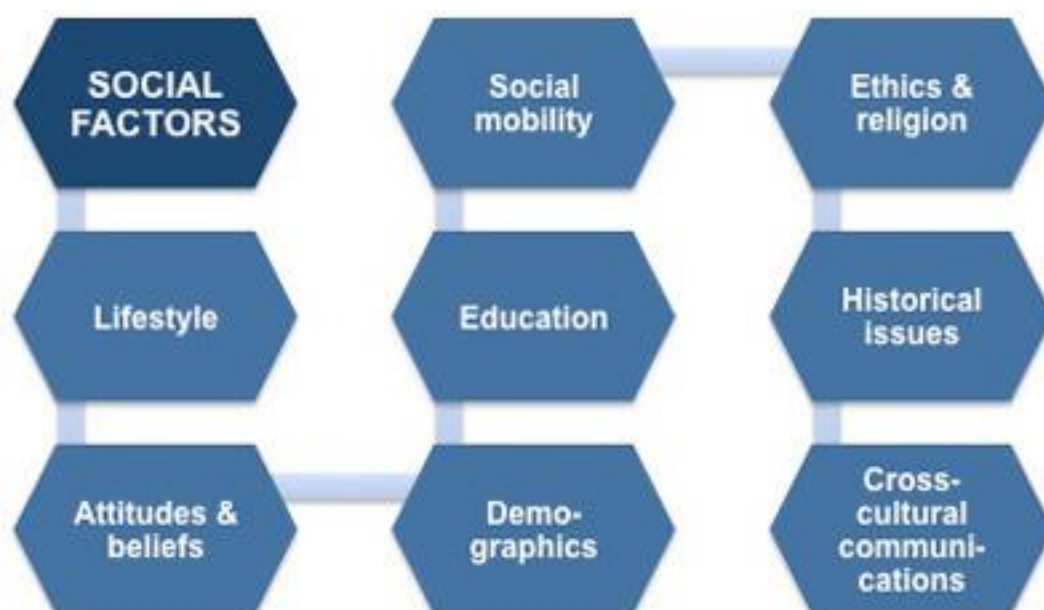 SOCIAL
FACTORS
Lifestyle
Attitudes &
beliefs
Demo-
graphics
Education
Social
mobility
Ethics &
religion
Historical
issues
Cross-
cultural
communi-
cations